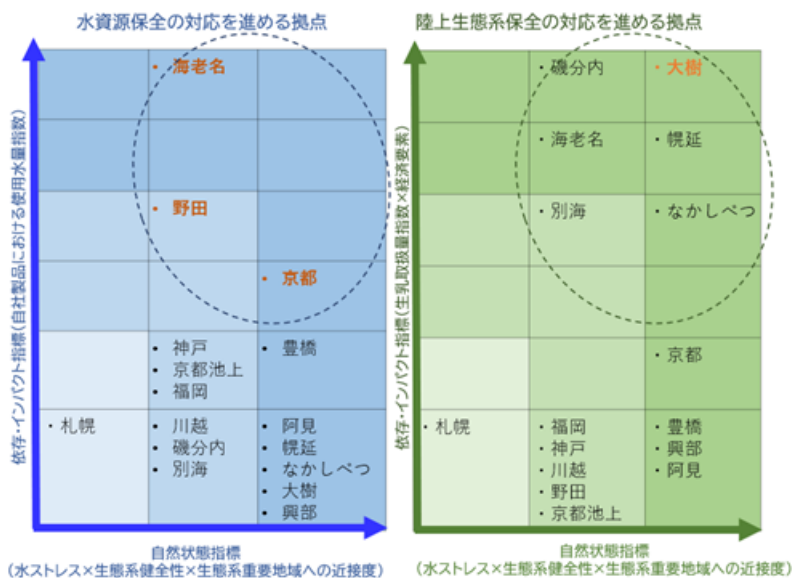 水資源保全の対応を進める拠点
依存・インパクト指標(自社製品における使用水量指数)
・海老名
・野田
・京都
・神戸
・京都池上
・福岡
・豊橋
・札幌
・川越
・磯分内
・別海
・阿見
・幌延
・なかしべつ
・大樹
・興部
自然状態指標
(水ストレス×生態系健全性×生態系重要地域への近接度)
陸上生態系保全の対応を進める拠点
依存・インパクト指標(生乳取扱量指数×経済要素)
・磯分内
・大樹
・海老名
・幌延
・別海
・なかしべつ
・京都
・札幌
・福岡
・神戸
・川越
・野田
・京都池上
・豊橋
・興部
・阿見
自然状態指標
(水ストレス×生態系健全性×生態系重要地域への近接度)